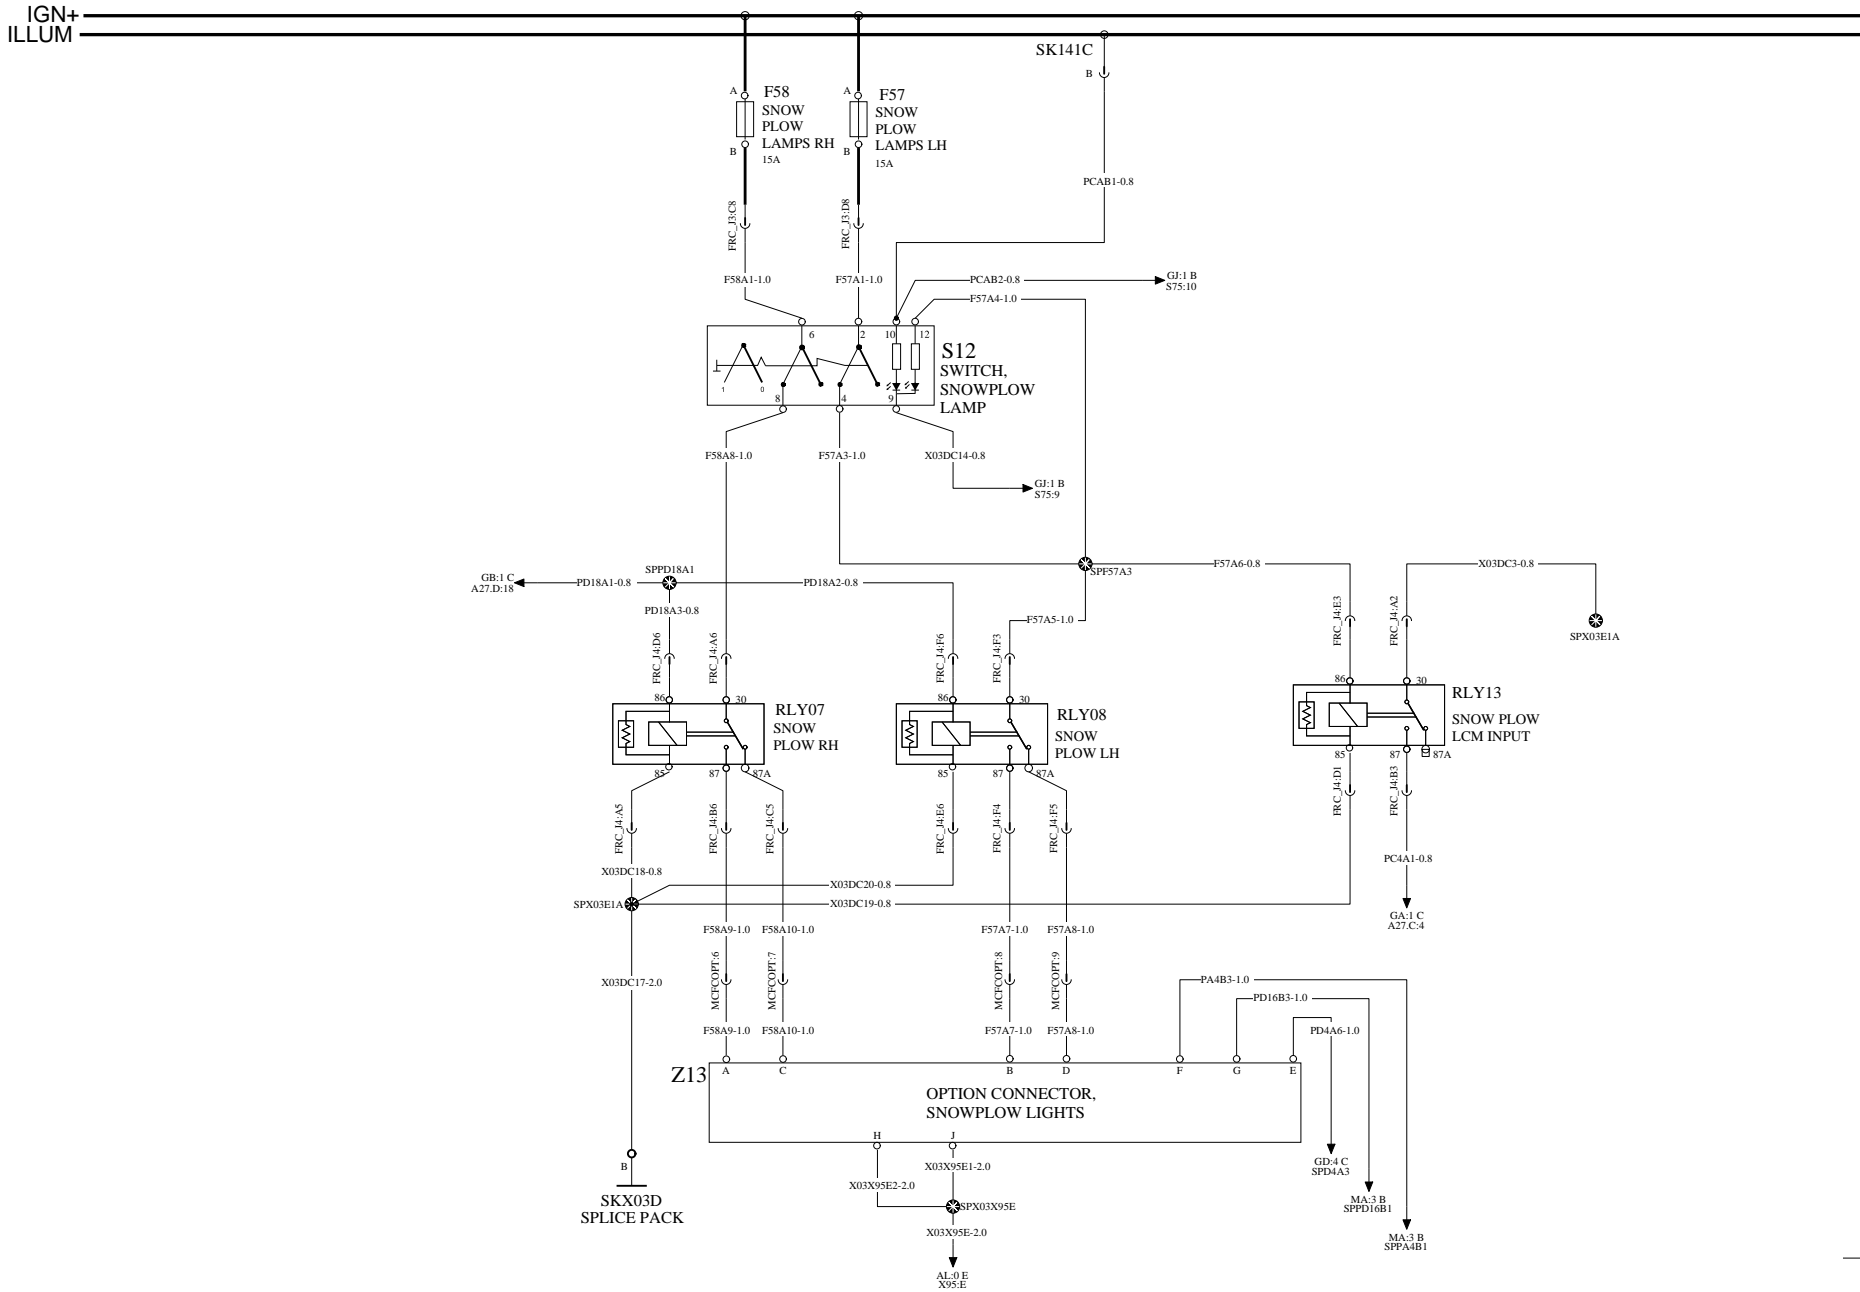 IGN+
ILLUM
SK141C
B
A
F58
SNOW
PLOW
LAMPS RH
15A
B
A
F57
SNOW
PLOW
LAMPS LH
15A
B
PCAB1-0.8
FRC_J3:C8
FRC_J3:D8
F58A1-1.0
F57A1-1.0
PCAB2-0.8
GJ:1 B
S75:10
F57A4-1.0
6
2
10
12
1
0
8
4
9
S12
SWITCH,
SNOWPLOW
LAMP
F58A8-1.0
F57A3-1.0
X03DC14-0.8
GJ:1 B
S75:9
SPPD18A1
GB:1 C
A27.D:18
PD18A1-0.8
PD18A2-0.8
PD18A3-0.8
SPF57A3
F57A6-0.8
X03DC3-0.8
SPX03E1A
F57A5-1.0
FRC_J4:D6
FRC_J4:A6
FRC_J4:F6
FRC_J4:F3
FRC_J4:E3
FRC_J4:A2
86
30
RLY07
SNOW
PLOW RH
85
87
87A
86
30
RLY08
SNOW
PLOW LH
85
87
87A
86
30
RLY13
SNOW PLOW
LCM INPUT
85
87
87A
FRC_J4:A5
FRC_J4:B6
FRC_J4:C5
FRC_J4:E6
FRC_J4:F4
FRC_J4:F5
FRC_J4:D1
FRC_J4:B3
X03DC18-0.8
X03DC20-0.8
PC4A1-0.8
SPX03E1A
X03DC19-0.8
GA:1 C
A27.C:4
F58A9-1.0
F58A10-1.0
F57A7-1.0
F57A8-1.0
X03DC17-2.0
MCFCOPT:6
MCFCOPT:7
MCFCOPT:8
MCFCOPT:9
PA4B3-1.0
PD16B3-1.0
PD4A6-1.0
F58A9-1.0
F58A10-1.0
F57A7-1.0
F57A8-1.0
Z13
A
C
B
D
F
G
E
OPTION CONNECTOR,
SNOWPLOW LIGHTS
H
J
B
SKX03D
SPLICE PACK
X03X95E1-2.0
X03X95E2-2.0
SPX03X95E
X03X95E-2.0
AL:0 E
X95:E
GD:4 C
SPD4A3
MA:3 B
SPPD16B1
MA:3 B
SPPA4B1